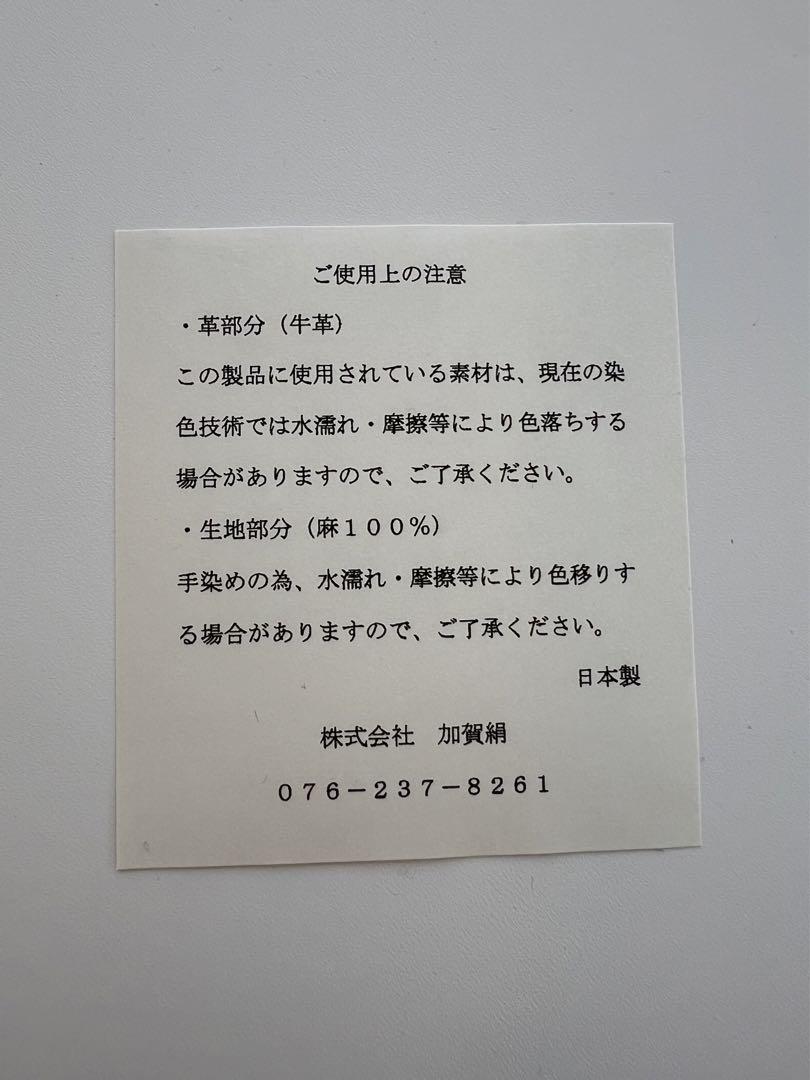 ご使用上の注意
・革部分（牛革）
この製品に使用されている素材は、現在の染
色技術では水濡れ・摩擦等により色落ちする
場合がありますので、ご了承ください。
・生地部分（麻１００％）
手染めの為、水濡れ・摩擦等により色移りす
る場合がありますので、ご了承ください。
日本製
株式会社　加賀絹
０７６－２３７－８２６１